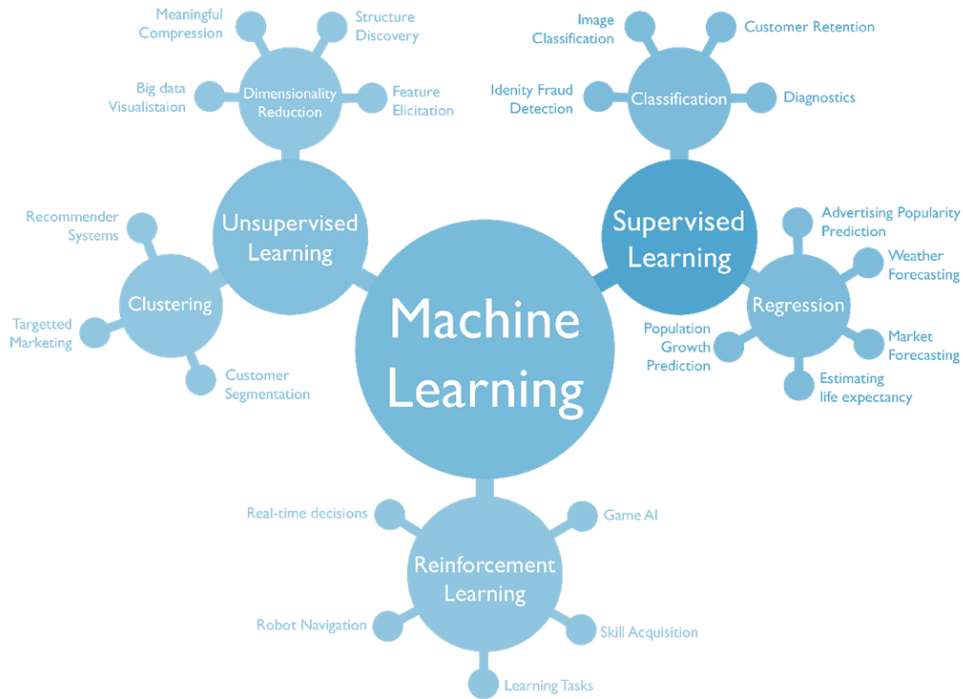 Meaningful
Compression
Structure
Discovery
Big data
Visualistaion
Dimensionality
Reduction
Feature
Elicitation
Image
Classification
Customer Retention
Idenity Fraud
Detection
Classification
Diagnostics
Unsupervised
Learning
Supervised
Learning
Recommender
Systems
Clustering
Targetted
Marketing
Customer
Segmentation
Advertising Popularity
Prediction
Weather
Forecasting
Regression
Population
Growth
Prediction
Market
Forecasting
Estimating
life expectancy
Machine
Learning
Real-time decisions
Game AI
Reinforcement
Learning
Robot Navigation
Skill Acquisition
Learning Tasks